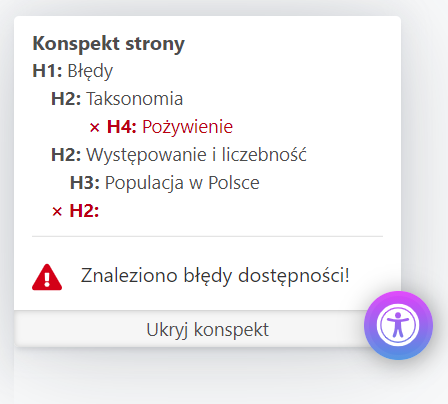 Konspekt strony
H1: Błędy
H2: Taksonomia
× H4: Pożywienie
H2: Występowanie i liczebność
H3: Populacja w Polsce
× H2:
Znaleziono błędy dostępności!
Ukryj konspekt